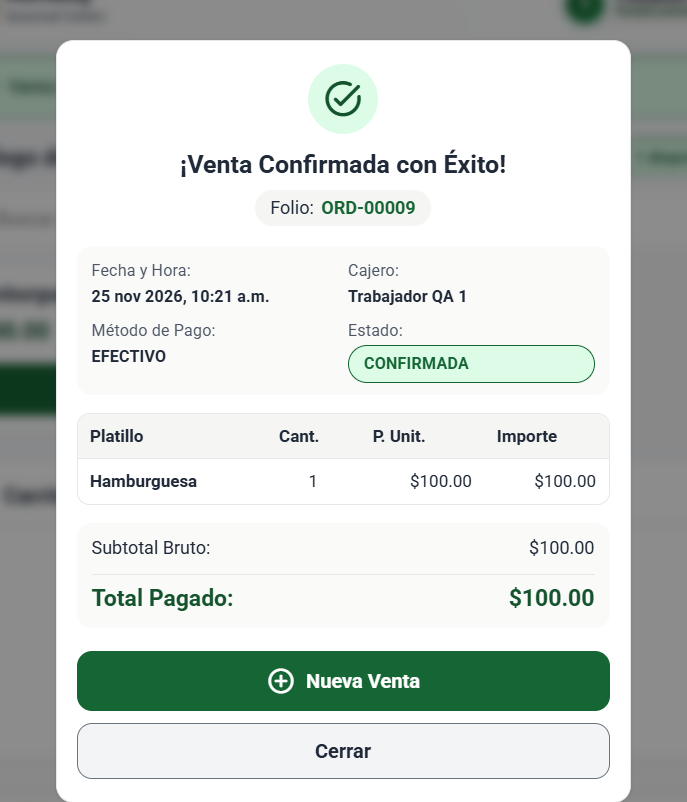 ¡Venta Confirmada con Éxito!
Folio: ORD-00009
Fecha y Hora:
25 nov 2026, 10:21 a.m.
Cajero:
Trabajador QA 1
Método de Pago:
EFECTIVO
Estado:
CONFIRMADA
Platillo Cant. P. Unit. Importe
Hamburguesa 1 $100.00 $100.00
Subtotal Bruto: $100.00
Total Pagado: $100.00
Nueva Venta
Cerrar